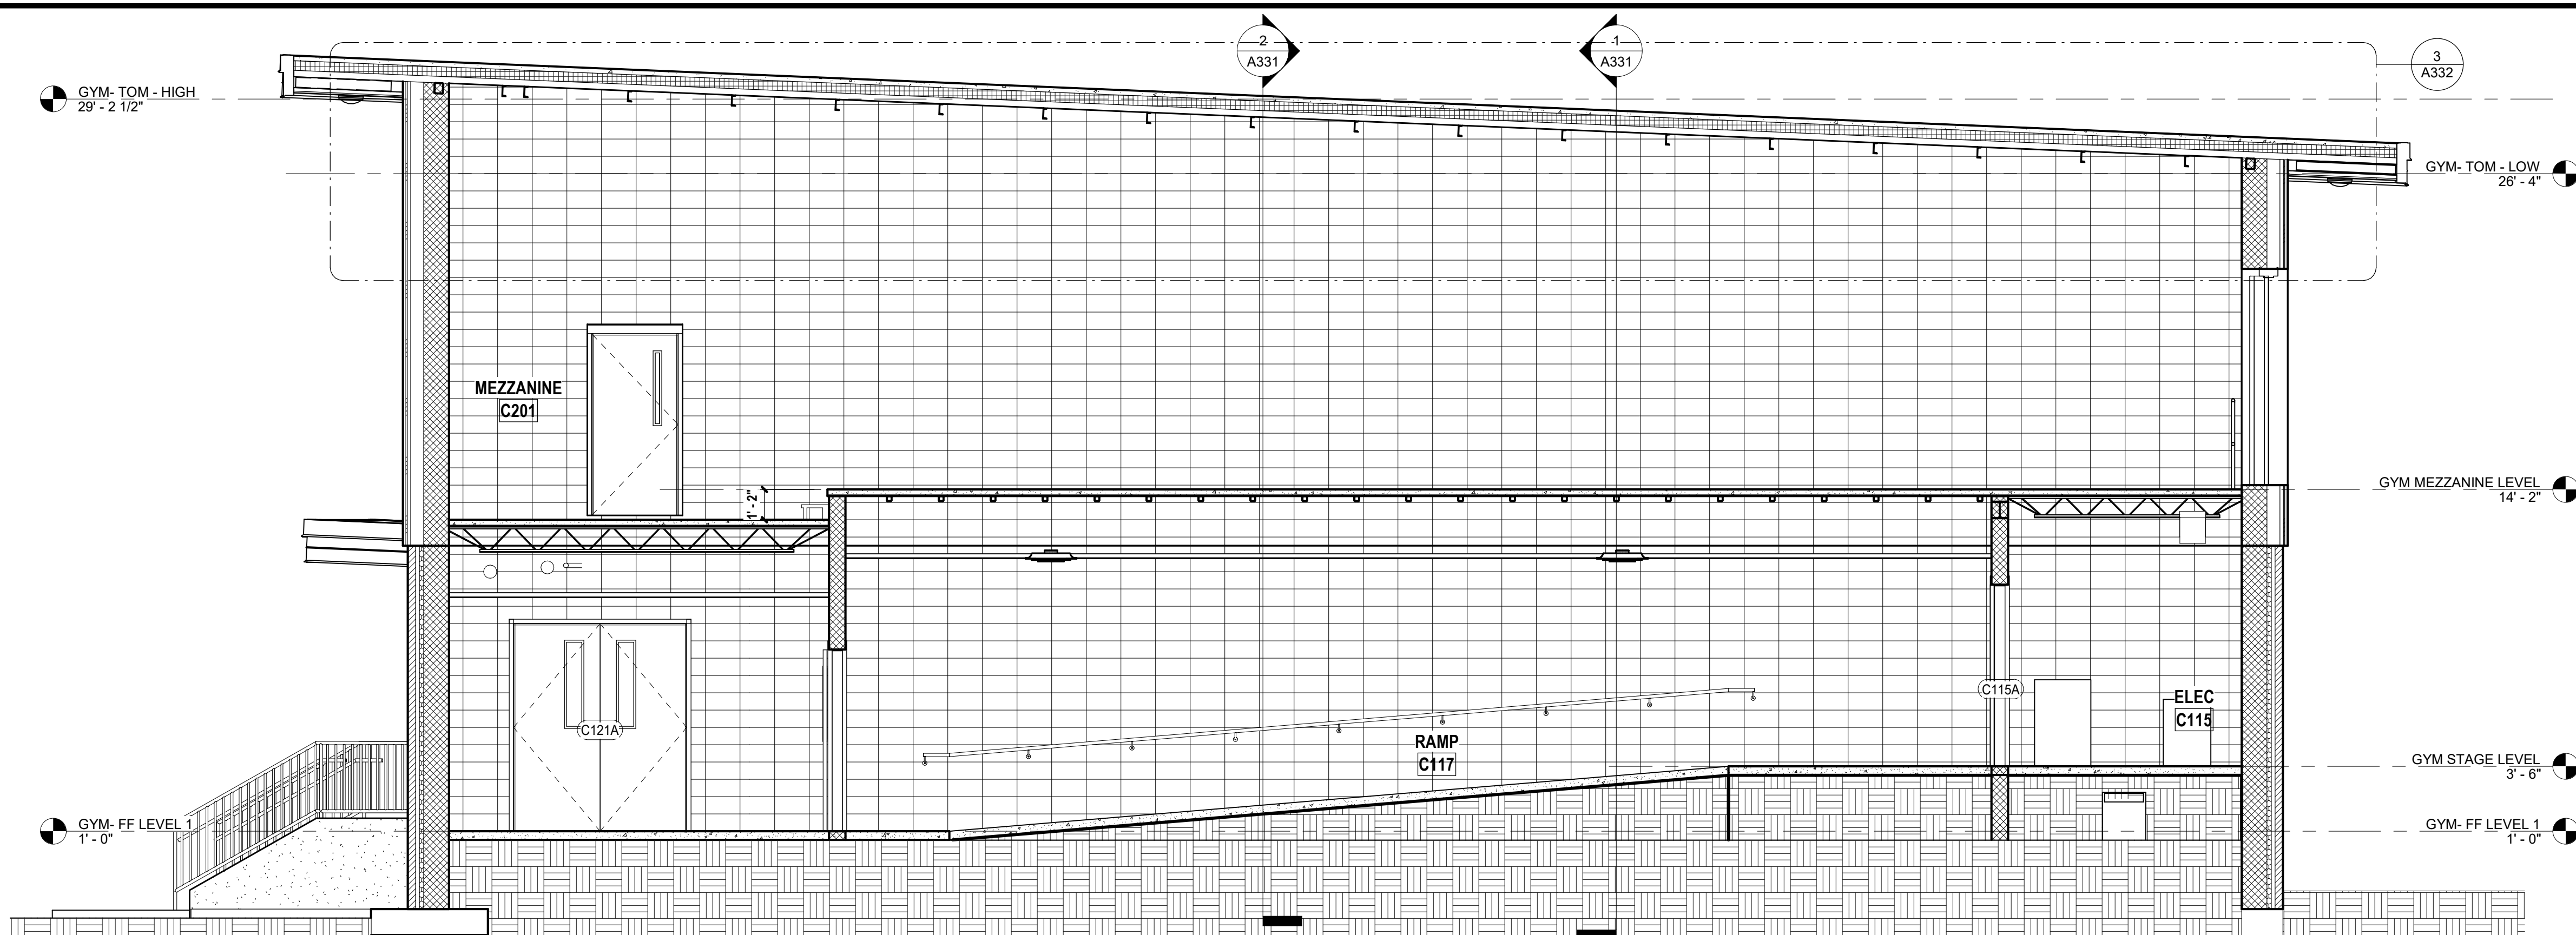 2
A331
1
A331
3
A332
GYM- TOM - HIGH
29' - 2 1/2"
GYM- TOM - LOW
26' - 4"
MEZZANINE
C201
1' - 2"
GYM MEZZANINE LEVEL
14' - 2"
C115A
ELEC
C115
C121A
RAMP
C117
GYM STAGE LEVEL
3' - 6"
GYM- FF LEVEL 1
1' - 0"
GYM- FF LEVEL 1
1' - 0"